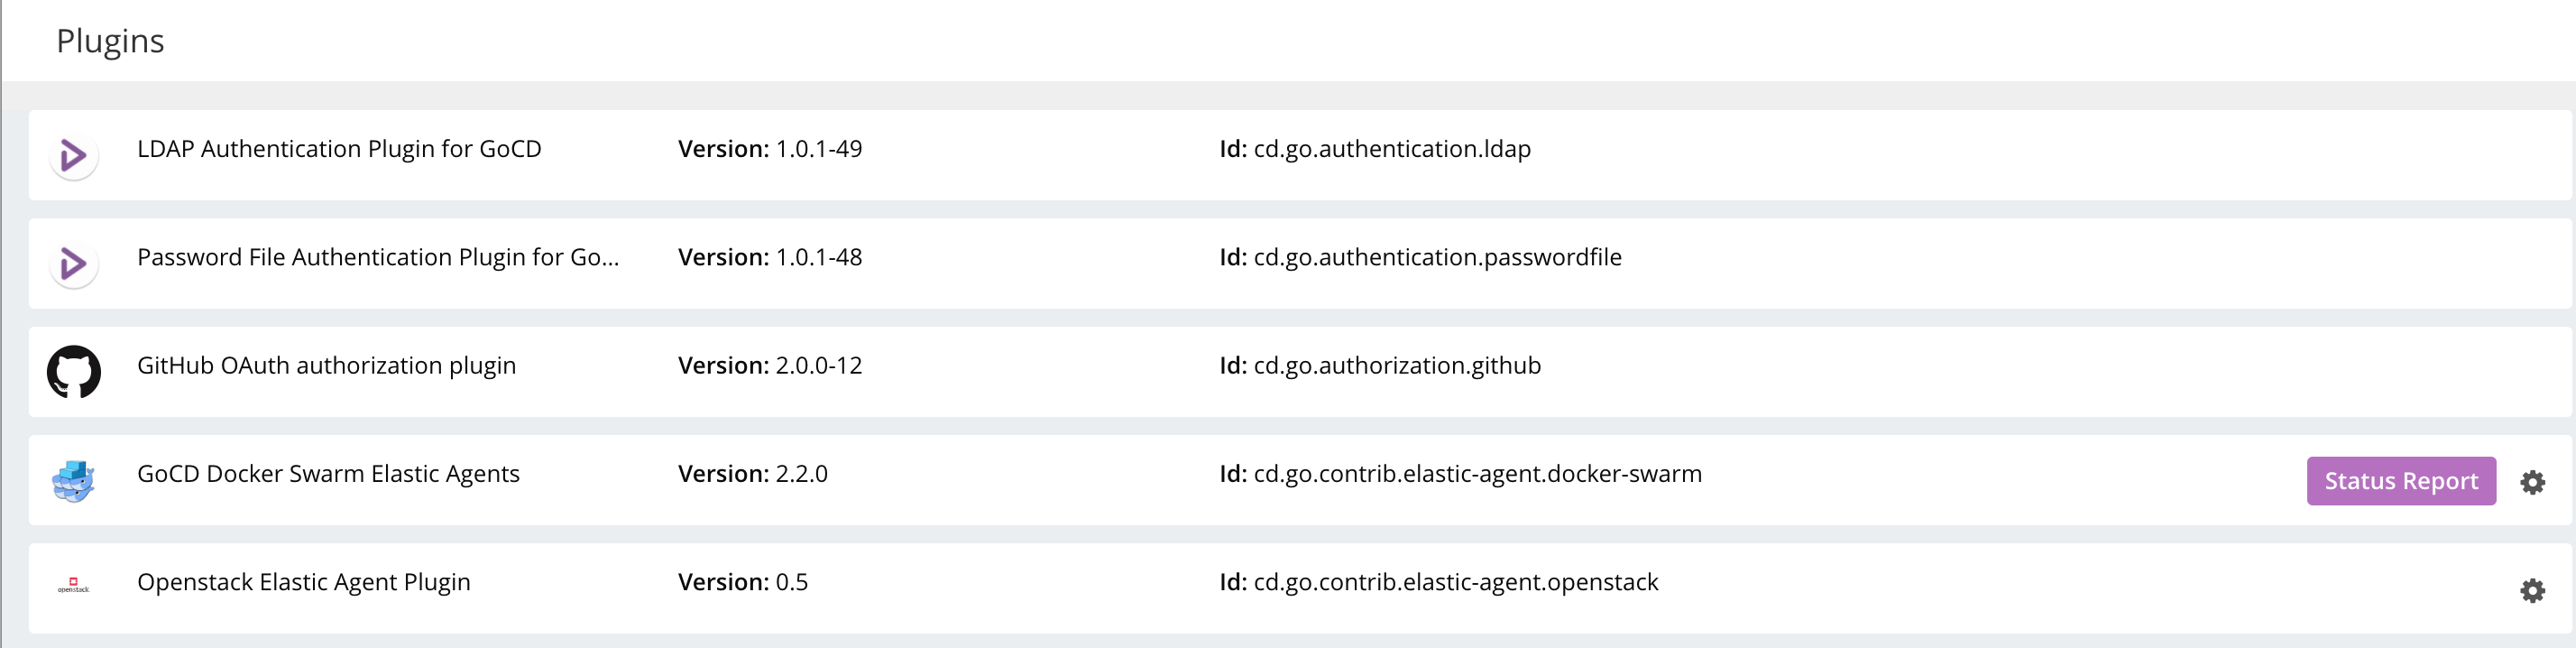 Plugins
LDAP Authentication Plugin for GoCD Version: 1.0.1-49 Id: cd.go.authentication.ldap
Password File Authentication Plugin for Go... Version: 1.0.1-48 Id: cd.go.authentication.passwordfile
GitHub OAuth authorization plugin Version: 2.0.0-12 Id: cd.go.authorization.github
GoCD Docker Swarm Elastic Agents Version: 2.2.0 Id: cd.go.contrib.elastic-agent.docker-swarm Status Report
openstack. Openstack Elastic Agent Plugin Version: 0.5 Id: cd.go.contrib.elastic-agent.openstack